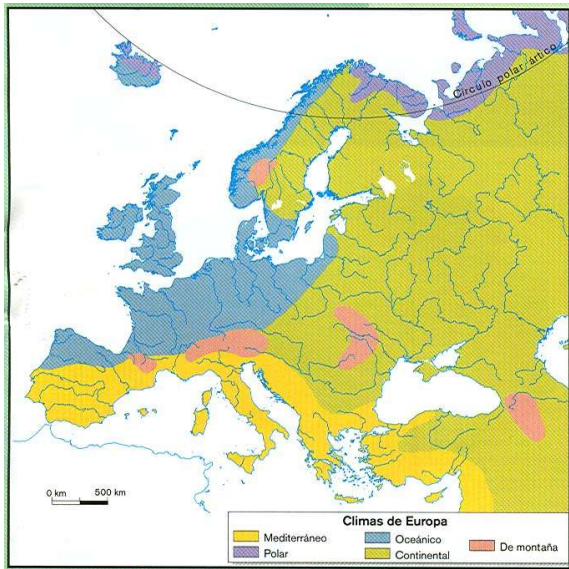 Círculo polar ártico
0 km 500 km
Climas de Europa
Mediterráneo
Oceánico
De montaña
Polar
Continental